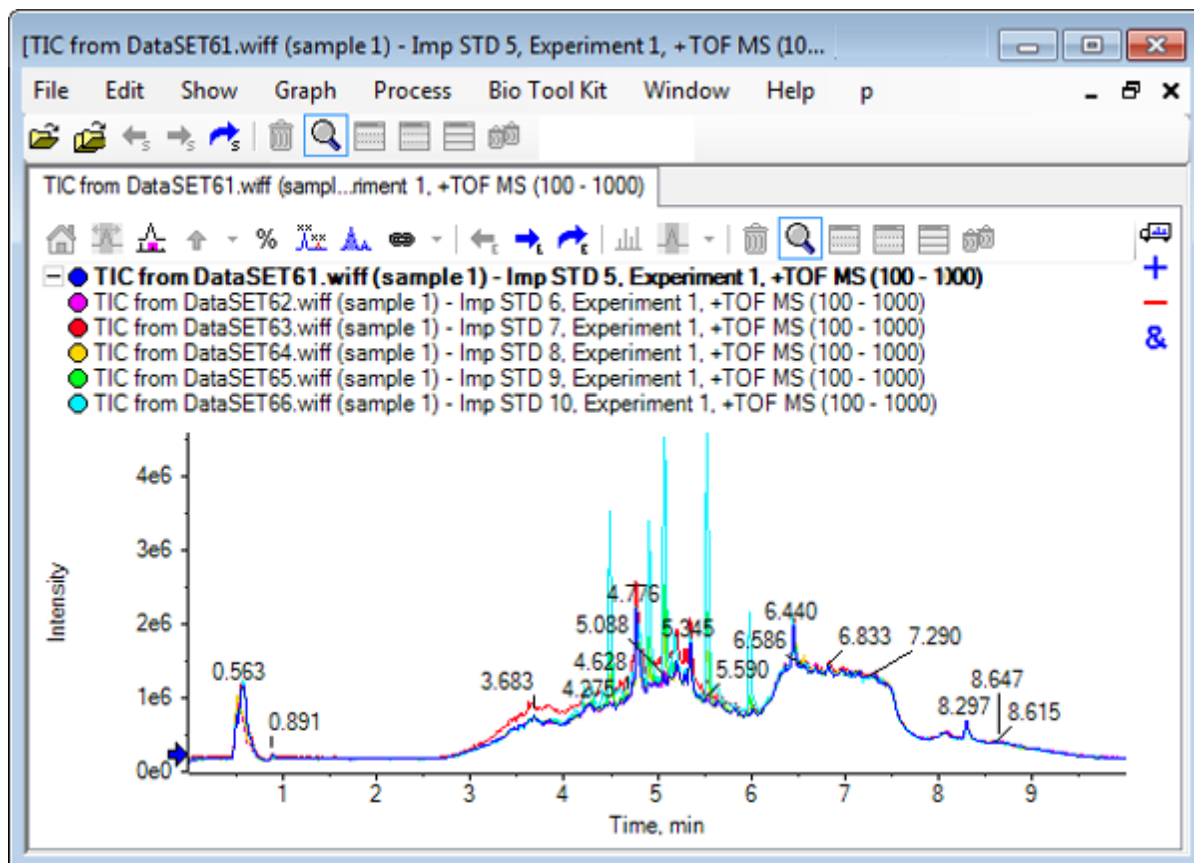 [TIC from DataSET61.wiff (sample 1) - Imp STD 5, Experiment 1, +TOF MS (10...
File Edit Show Graph Process Bio Tool Kit Window Help p
TIC from DataSET61.wiff (sampl...riment 1, +TOF MS (100 - 1000)
%
TIC from DataSET61.wiff (sample 1) - Imp STD 5, Experiment 1, +TOF MS (100 - 1000)
TIC from DataSET62.wiff (sample 1) - Imp STD 6, Experiment 1, +TOF MS (100 - 1000)
TIC from DataSET63.wiff (sample 1) - Imp STD 7, Experiment 1, +TOF MS (100 - 1000)
TIC from DataSET64.wiff (sample 1) - Imp STD 8, Experiment 1, +TOF MS (100 - 1000)
TIC from DataSET65.wiff (sample 1) - Imp STD 9, Experiment 1, +TOF MS (100 - 1000)
TIC from DataSET66.wiff (sample 1) - Imp STD 10, Experiment 1, +TOF MS (100 - 1000)
&
4e6
3e6
2e6
1e6
0e0
Intensity
0.563
0.891
3.683
4.275
4.628
5.088
4.776
5.345
5.590
6.586
6.440
6.833
7.290
8.297
8.647
8.615
1 2 3 4 5 6 7 8 9
Time, min